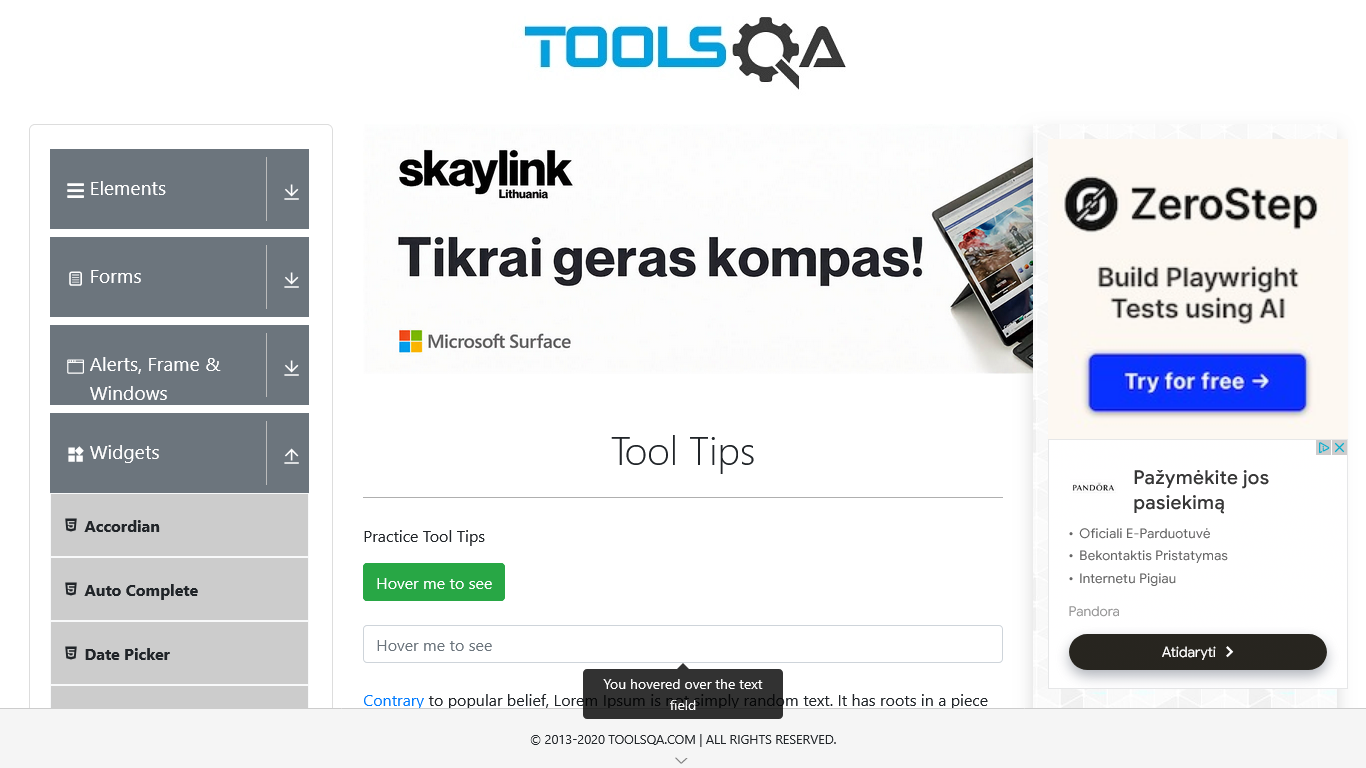 TOOLSQA
Elements
Forms
Alerts, Frame &
Windows
Widgets
Accordian
Auto Complete
Date Picker
skaylink
Lithuania
Tikrai geras kompas!
Microsoft Surface
Tool Tips
Practice Tool Tips
Hover me to see
Hover me to see
You hovered over the text
field
Contrary to popular belief, Lorem Ipsum is not simply random text. It has roots in a piece
ZeroStep
Build Playwright
Tests using AI
Try for free →
PANDÖRA
Pažymėkite jos
pasiekimą
• Oficiali E-Parduotuvė
• Bekontaktis Pristatymas
• Internetu Pigiau
Pandora
Atidaryti
© 2013-2020 TOOLSQA.COM | ALL RIGHTS RESERVED.